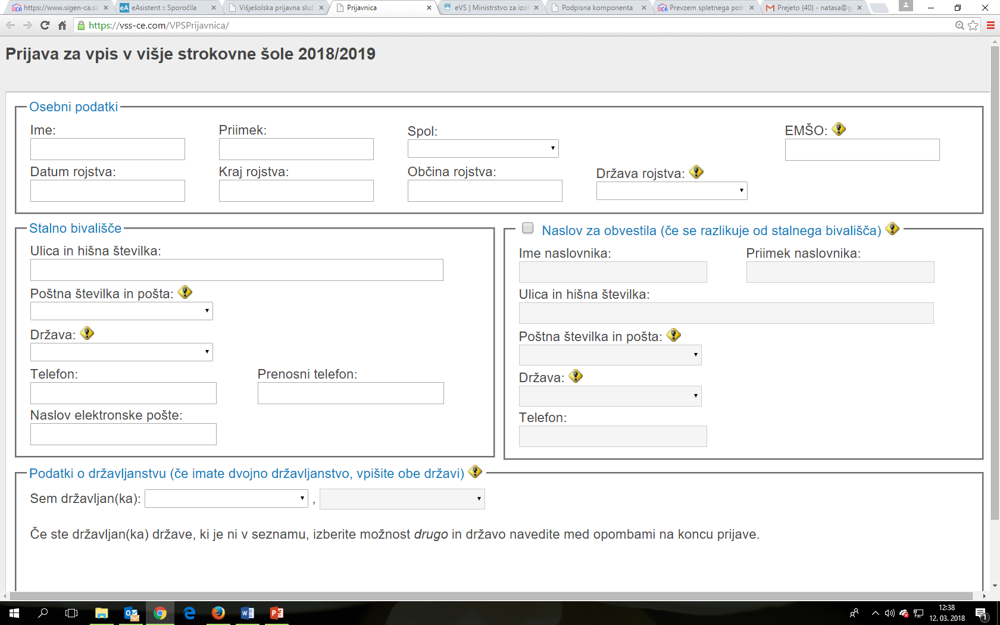 https://www.sigen-ca.si/
eAsistent :: Sporočila
Višješolska prijavna služ
Prijavnica
eVS | Ministrstvo za izol
Podpisna komponenta
Prevzem spletnega potr
Prejeto (40) - natasa@g
https://vss-ce.com/VPSPrijavnica/
Prijava za vpis v višje strokovne šole 2018/2019
Osebni podatki
Ime:
Priimek:
Spol:
EMŠO:
Datum rojstva:
Kraj rojstva:
Občina rojstva:
Država rojstva:
Stalno bivališče
Ulica in hišna številka:
Poštna številka in pošta:
Država:
Telefon:
Prenosni telefon:
Naslov elektronske pošte:
Naslov za obvestila (če se razlikuje od stalnega bivališča)
Ime naslovnika:
Priimek naslovnika:
Ulica in hišna številka:
Poštna številka in pošta:
Država:
Telefon:
Podatki o državljanstvu (če imate dvojno državljanstvo, vpišite obe državi)
Sem državljan(ka): ,
Če ste državljan(ka) države, ki je ni v seznamu, izberite možnost drugo in državo navedite med opombami na koncu prijave.
12:38
12. 03. 2018
1